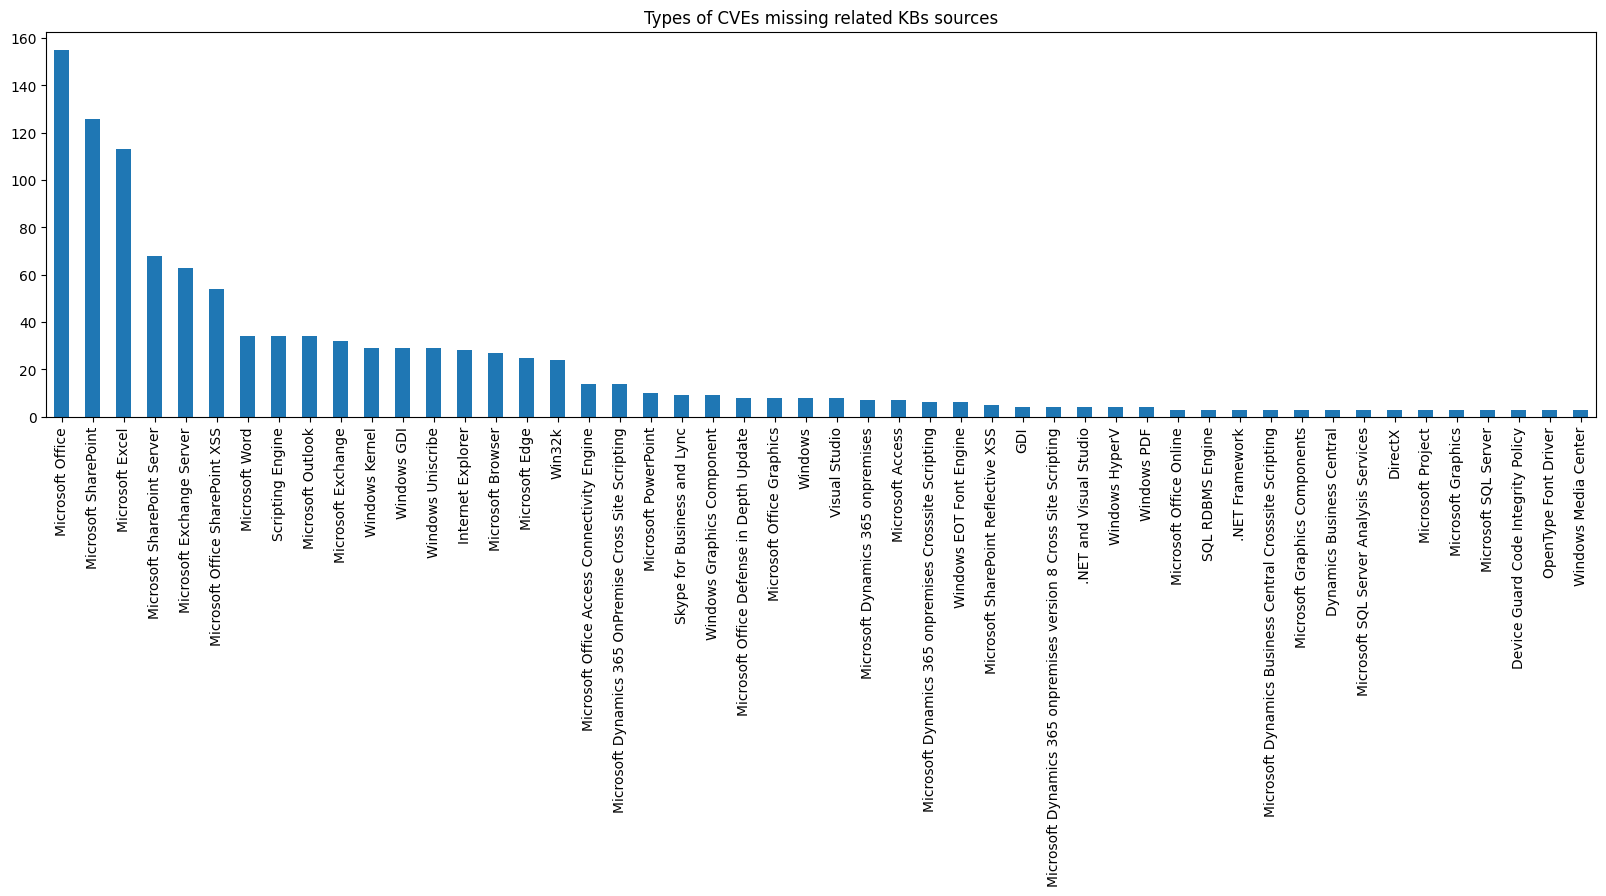 Types of CVEs missing related KBs sources
160
140
120
100
80
60
40
20
0
Microsoft Office
Microsoft SharePoint
Microsoft Excel
Microsoft SharePoint Server
Microsoft Exchange Server
Microsoft Office SharePoint XSS
Microsoft Word
Scripting Engine
Microsoft Outlook
Microsoft Exchange
Windows Kernel
Windows GDI
Windows Uniscribe
Internet Explorer
Microsoft Browser
Microsoft Edge
Win32k
Microsoft Office Access Connectivity Engine
Microsoft Dynamics 365 OnPremise Cross Site Scripting
Microsoft PowerPoint
Skype for Business and Lync
Windows Graphics Component
Microsoft Office Defense in Depth Update
Microsoft Office Graphics
Windows
Visual Studio
Microsoft Dynamics 365 onpremises
Microsoft Access
Microsoft Dynamics 365 onpremises Crosssite Scripting
Windows EOT Font Engine
Microsoft SharePoint Reflective XSS
GDI
Microsoft Dynamics 365 onpremises version 8 Cross Site Scripting
.NET and Visual Studio
Windows HyperV
Windows PDF
Microsoft Office Online
SQL RDBMS Engine
.NET Framework
Microsoft Dynamics Business Central Crosssite Scripting
Microsoft Graphics Components
Dynamics Business Central
Microsoft SQL Server Analysis Services
DirectX
Microsoft Project
Microsoft Graphics
Microsoft SQL Server
Device Guard Code Integrity Policy
OpenType Font Driver
Windows Media Center